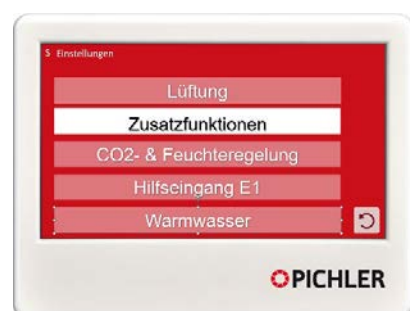 5 Einstellungen
Lüftung
Zusatzfunktionen
CO2- & Feuchteregelung
Hilfseingang E1
Warmwasser
PICHLER